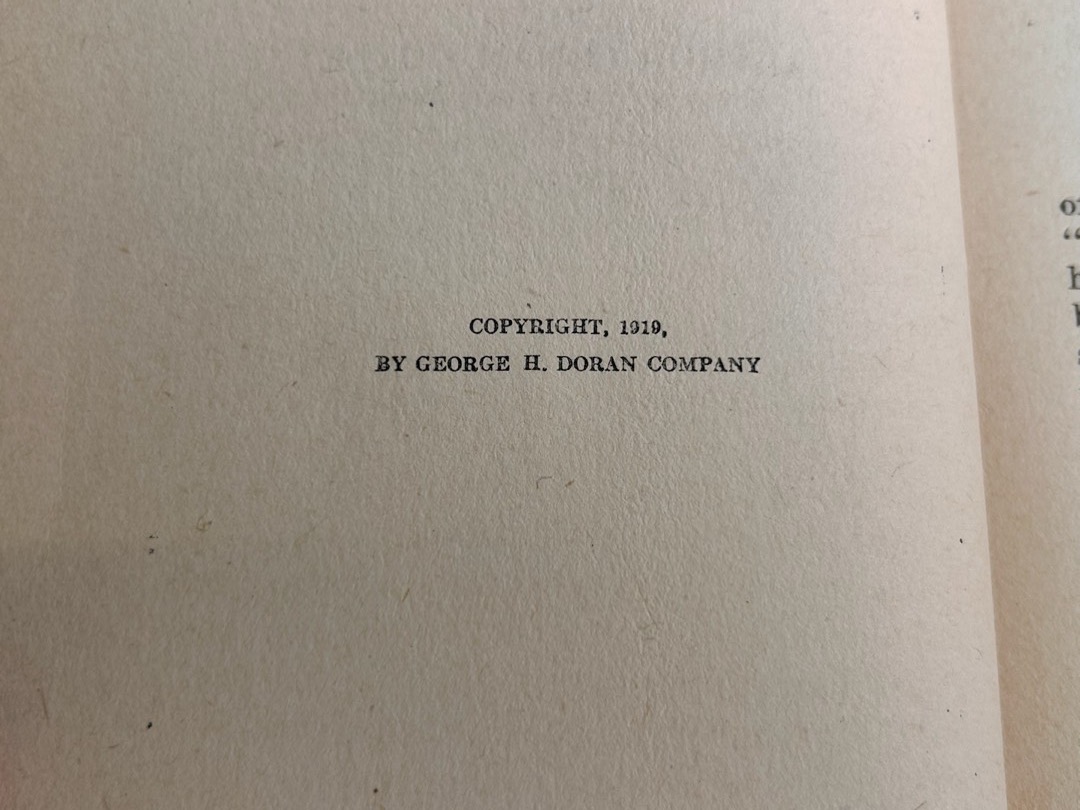 COPYRIGHT, 1919,
BY GEORGE H. DORAN COMPANY